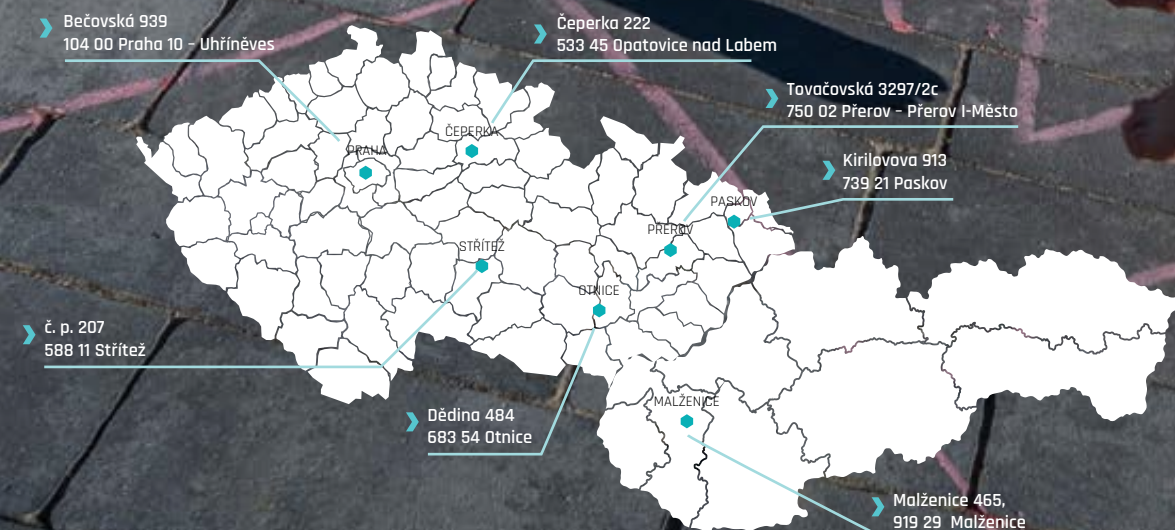 Bečovská 939
104 00 Praha 10 – Uhříněves
Čeperka 222
533 45 Opatovice nad Labem
Tovačovská 3297/2c
750 02 Přerov – Přerov I-Město
Kirilovova 913
739 21 Paskov
ČEPERKA
PRAHA
PASKOV
PŘEROV
STŘÍTEŽ
OTNICE
č. p. 207
588 11 Střítež
MALŽENICE
Dědina 484
683 54 Otnice
Malženice 465,
919 29 Malženice